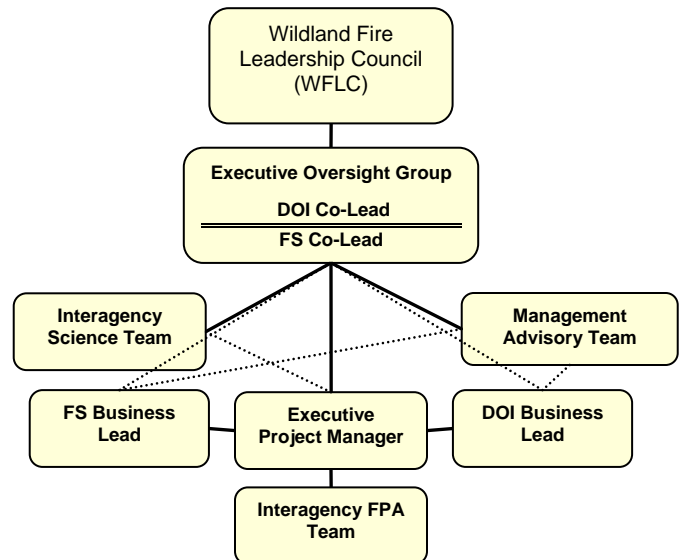 Wildland Fire
Leadership Council
(WFLC)
Executive Oversight Group
DOI Co-Lead
FS Co-Lead
Interagency
Science Team
Management
Advisory Team
FS Business
Lead
Executive
Project Manager
DOI Business
Lead
Interagency FPA
Team